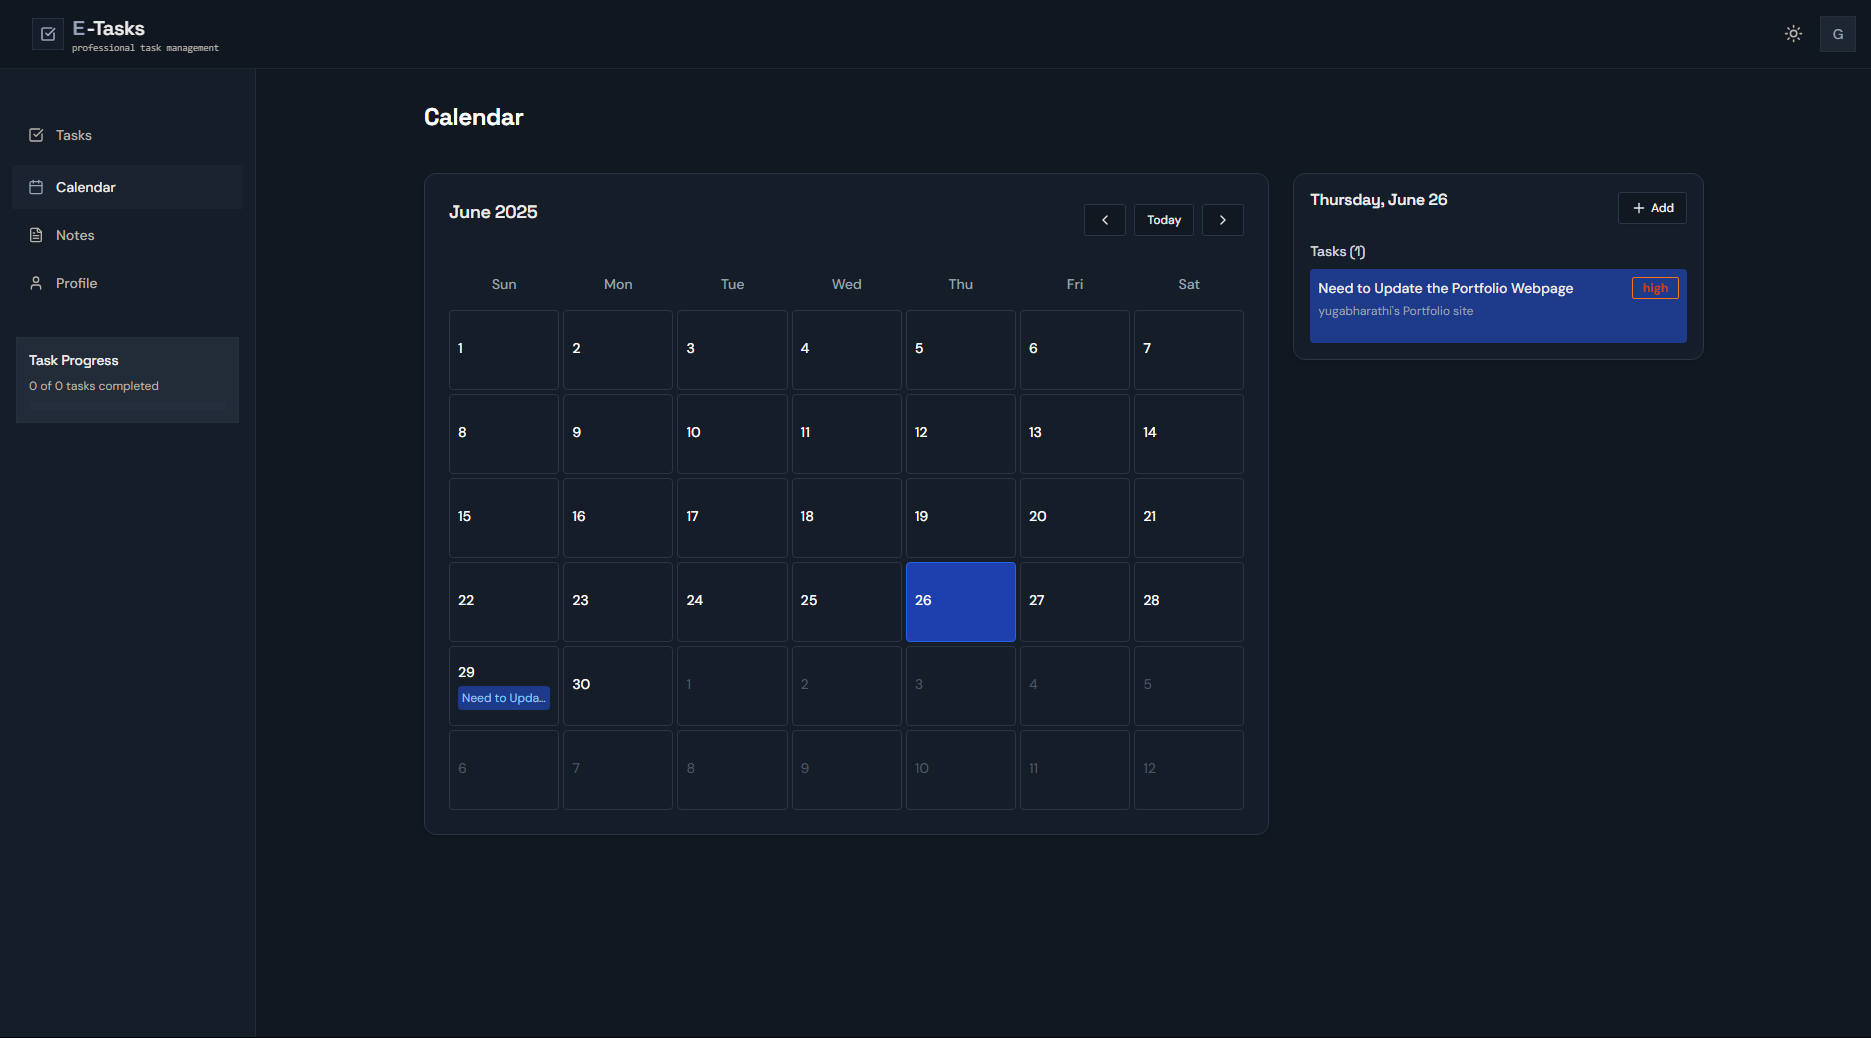 E-Tasks
professional task management
G
Tasks
Calendar
Notes
Profile
Task Progress
0 of 0 tasks completed
Calendar
June 2025
Today
Sun Mon Tue Wed Thu Fri Sat
1 2 3 4 5 6 7
8 9 10 11 12 13 14
15 16 17 18 19 20 21
22 23 24 25 26 27 28
29 30 1 2 3 4 5
Need to Upda...
6 7 8 9 10 11 12
Thursday, June 26
+ Add
Tasks (1)
Need to Update the Portfolio Webpage high
yugabharathi's Portfolio site